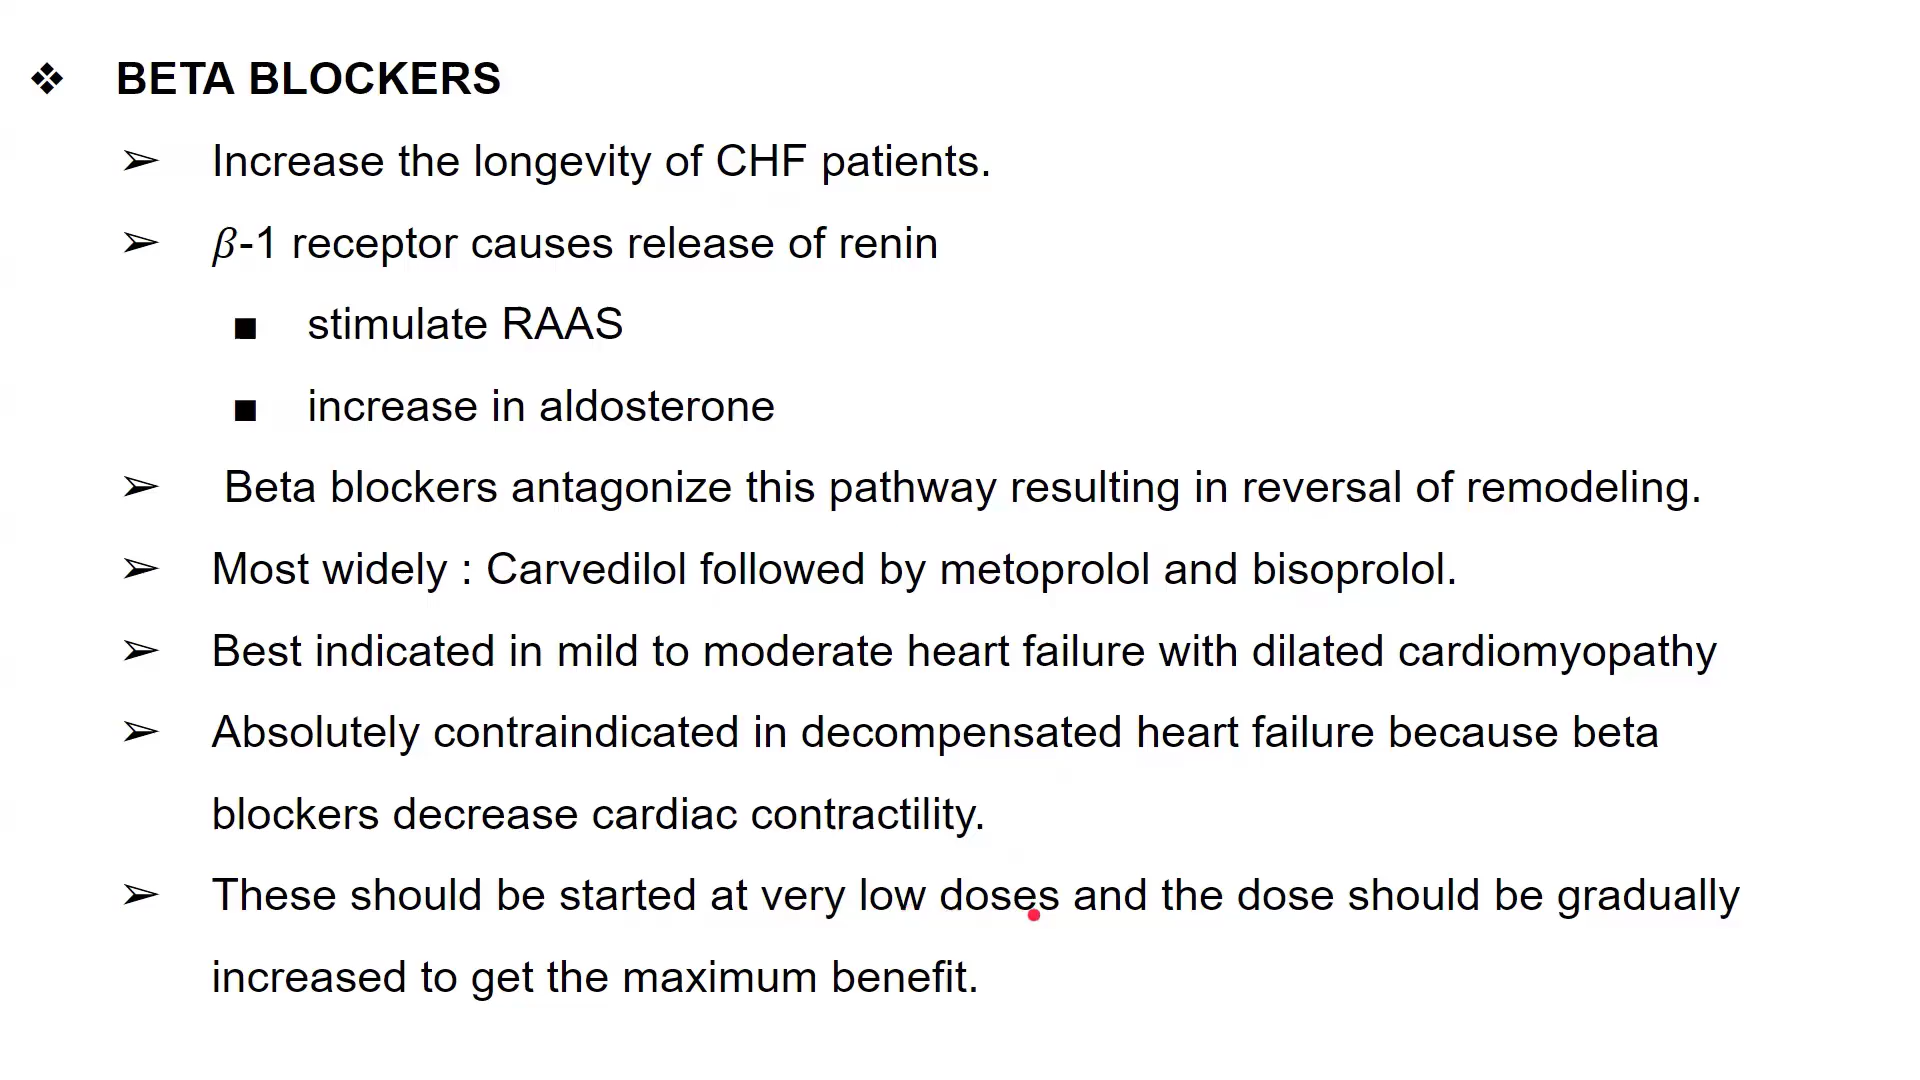 ❖ BETA BLOCKERS
➢ Increase the longevity of CHF patients.
➢ β-1 receptor causes release of renin
■ stimulate RAAS
■ increase in aldosterone
➢ Beta blockers antagonize this pathway resulting in reversal of remodeling.
➢ Most widely : Carvedilol followed by metoprolol and bisoprolol.
➢ Best indicated in mild to moderate heart failure with dilated cardiomyopathy
➢ Absolutely contraindicated in decompensated heart failure because beta
blockers decrease cardiac contractility.
➢ These should be started at very low doses and the dose should be gradually
increased to get the maximum benefit.